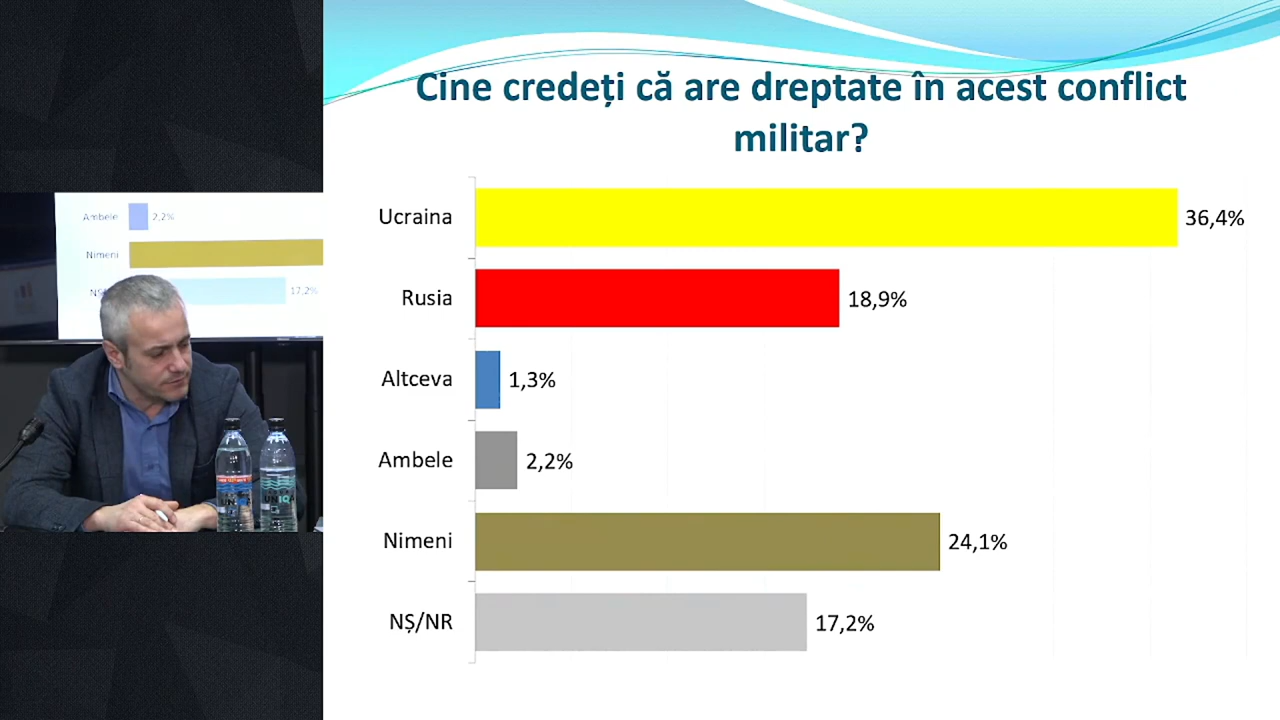 Cine credeți că are dreptate în acest conflict
militar?
Ucraina 36,4%
Rusia 18,9%
Altceva 1,3%
Ambele 2,2%
Nimeni 24,1%
NȘ/NR 17,2%
Ambele 2,2%
Nimeni
17,2%